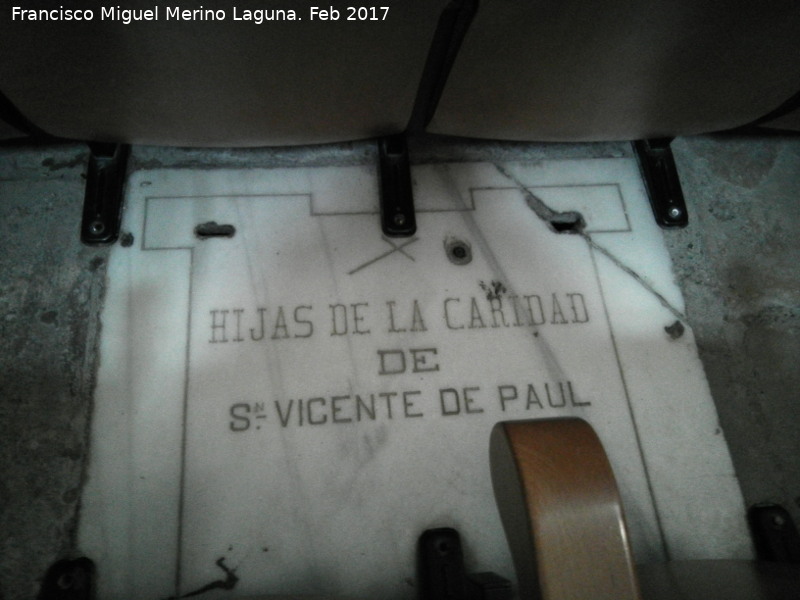 Francisco Miguel Merino Laguna. Feb 2017
HIJAS DE LA CARIDAD
DE
SN. VICENTE DE PAUL